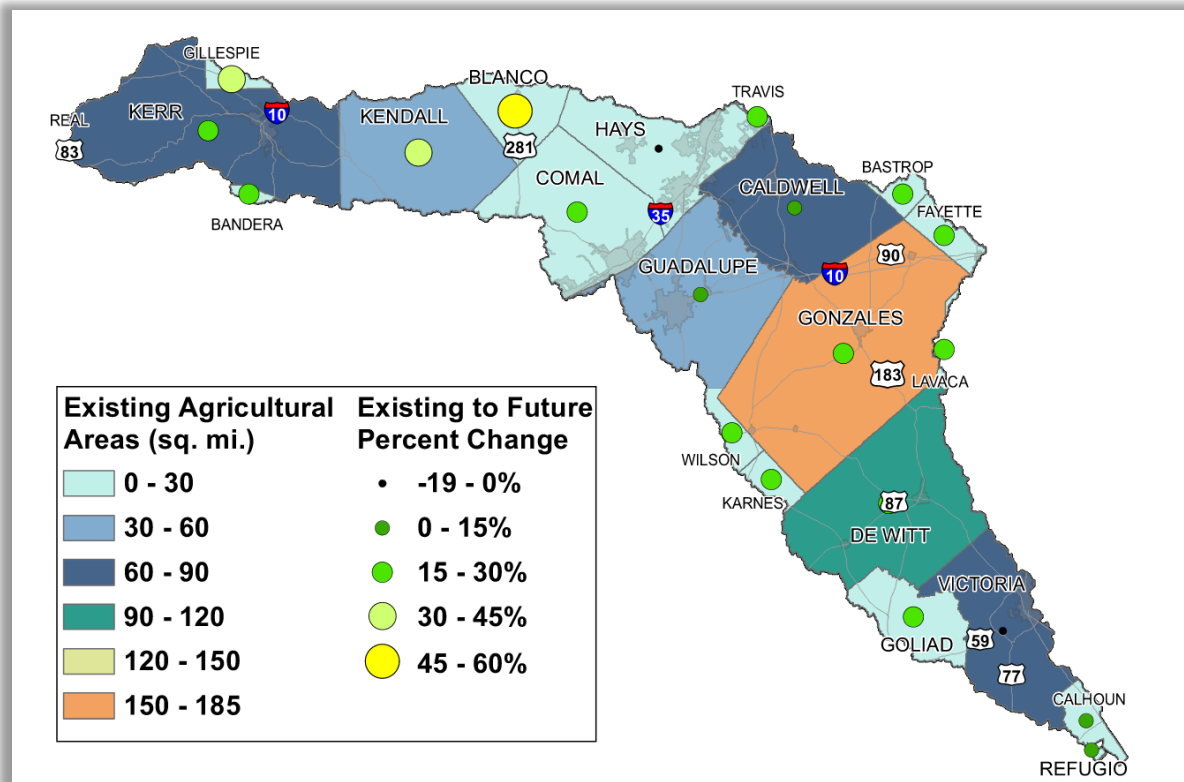 GILLESPIE
BLANCO
TRAVIS
REAL
KERR
10
KENDALL
HAYS
83
281
BASTROP
COMAL
CALDWELL
BANDERA
35
FAYETTE
GUADALUPE
90
10
GONZALES
183
LAVACA
WILSON
KARNES
87
DE WITT
VICTORIA
GOLIAD
59
77
CALHOUN
REFUGIO
Existing Agricultural
Areas (sq. mi.)
0 - 30
30 - 60
60 - 90
90 - 120
120 - 150
150 - 185
Existing to Future
Percent Change
-19 - 0%
0 - 15%
15 - 30%
30 - 45%
45 - 60%